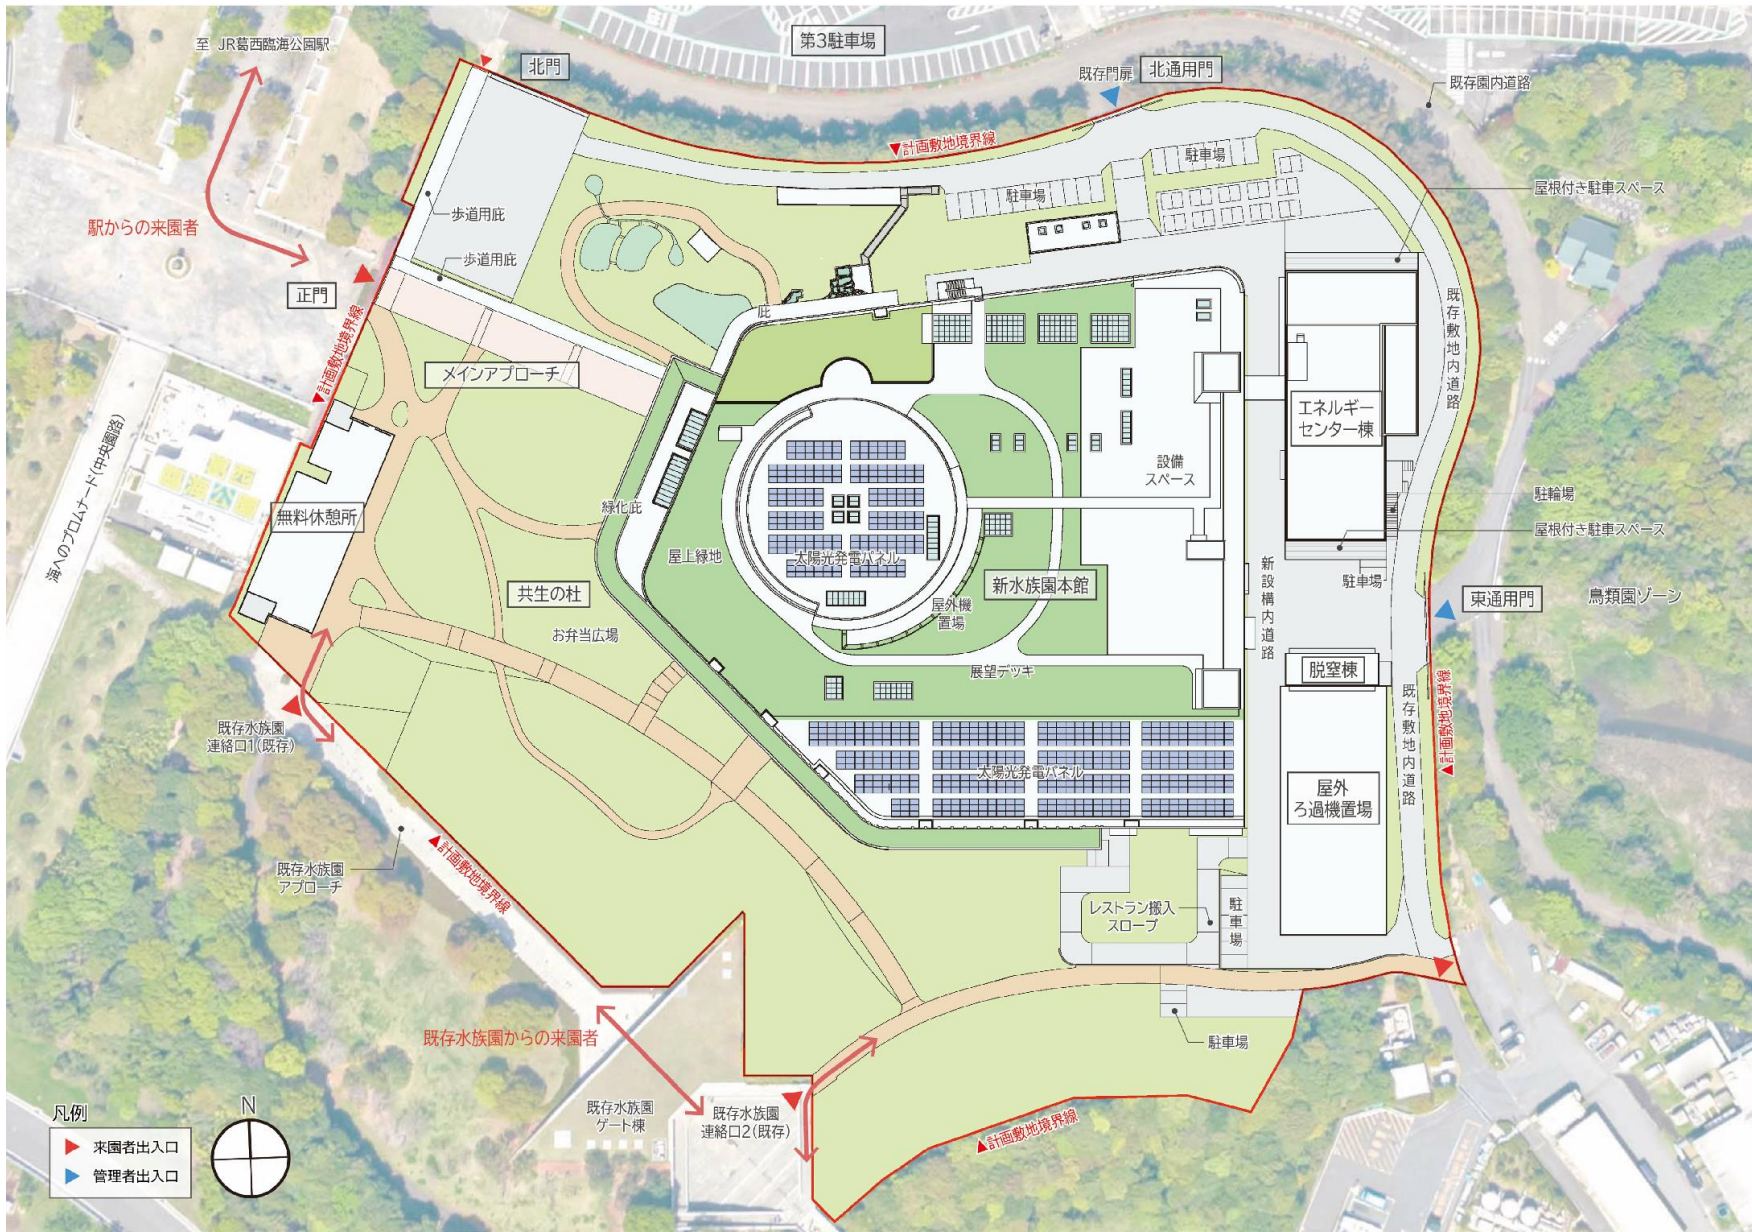 至 JR葛西臨海公園駅
北門
第3駐車場
既存門扉
北通用門
既存園内道路
▼計画敷地境界線
駐車場
駐車場
屋根付き駐車スペース
歩道用庇
駅からの来園者
歩道用庇
正門
庇
▼計画敷地境界線
メインアプローチ
既存敷地内道路
エネルギー
センター棟
設備
スペース
海へのプロムナード(中央園路)
無料休憩所
緑化庇
屋上緑地
太陽光発電パネル
駐輪場
屋根付き駐車スペース
新水族園本館
新設構内道路
駐車場
共生の杜
お弁当広場
屋外機
置場
東通用門
鳥類園ゾーン
展望デッキ
脱窒棟
▲計画敷地境界線
既存敷地内道路
既存水族園
連絡口1(既存)
太陽光発電パネル
屋外
ろ過機置場
▲計画敷地境界線
既存水族園
アプローチ
レストラン搬入
スロープ
駐車場
既存水族園からの来園者
駐車場
既存水族園
ゲート棟
既存水族園
連絡口2(既存)
▲計画敷地境界線
凡例
N
来園者出入口
管理者出入口